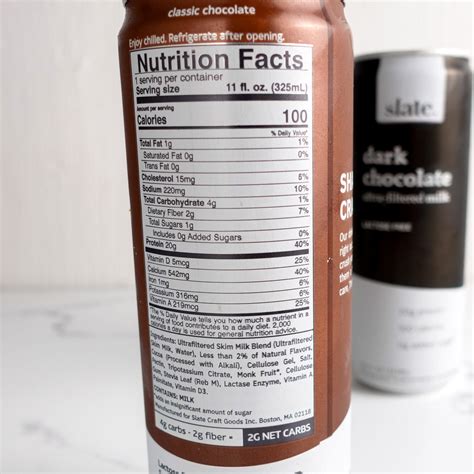 classic chocolate
Enjoy chilled. Refrigerate after opening.
Nutrition Facts
1 serving per container
Serving size 11 fl. oz. (325mL)
Amount per serving
Calories 100
% Daily Value*
Total Fat 1g 1%
Saturated Fat 0g 0%
Trans Fat 0g
Cholesterol 15mg 5%
Sodium 220mg 10%
Total Carbohydrate 4g 1%
Dietary Fiber 2g 7%
Total Sugars 1g
Includes 0g Added Sugars 0%
Protein 20g 40%
Vitamin D 5mcg 25%
Calcium 542mg 40%
Iron 1mg 6%
Potassium 316mg 6%
Vitamin A 219mcg 25%
* The % Daily Value tells you how much a nutrient in a
serving of food contributes to a daily diet. 2,000
calories a day is used for general nutrition advice.
Ingredients: Ultrafiltered Skim Milk Blend (Ultrafiltered
Skim Milk, Water), Less than 2% of Natural Flavors,
Cocoa (Processed with Alkali), Cellulose Gel, Salt,
Tripotassium Citrate, Monk Fruit*, Cellulose
Gum, Stevia Leaf (Reb M), Lactase Enzyme, Vitamin A
Palmitate, Vitamin D3.
CONTAINS: MILK
*adds an insignificant amount of sugar
Manufactured for Slate Craft Goods Inc. Boston, MA 02116
4g carbs - 2g fiber = 2G NET CARBS
slate.
dark
chocolate
ultra-filtered milk
LACTOSE FREE